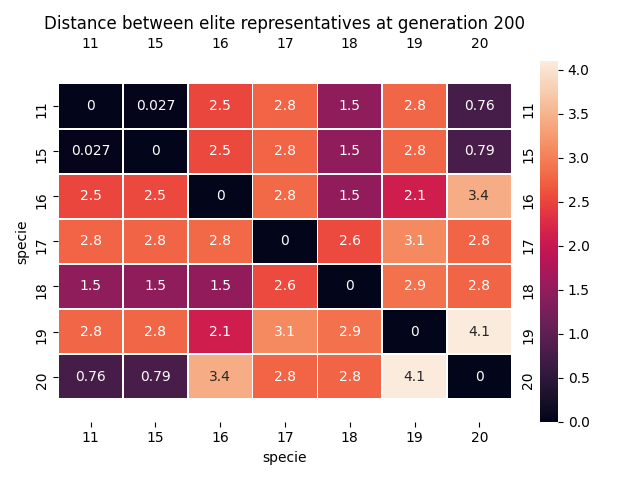 Distance between elite representatives at generation 200
11 15 16 17 18 19 20
11 0 0.027 2.5 2.8 1.5 2.8 0.76 11
15 0.027 0 2.5 2.8 1.5 2.8 0.79 15
16 2.5 2.5 0 2.8 1.5 2.1 3.4 16
17 2.8 2.8 2.8 0 2.6 3.1 2.8 17
18 1.5 1.5 1.5 2.6 0 2.9 2.8 18
19 2.8 2.8 2.1 3.1 2.9 0 4.1 19
20 0.76 0.79 3.4 2.8 2.8 4.1 0 20
specie
11 15 16 17 18 19 20
specie
4.0
3.5
3.0
2.5
2.0
1.5
1.0
0.5
0.0